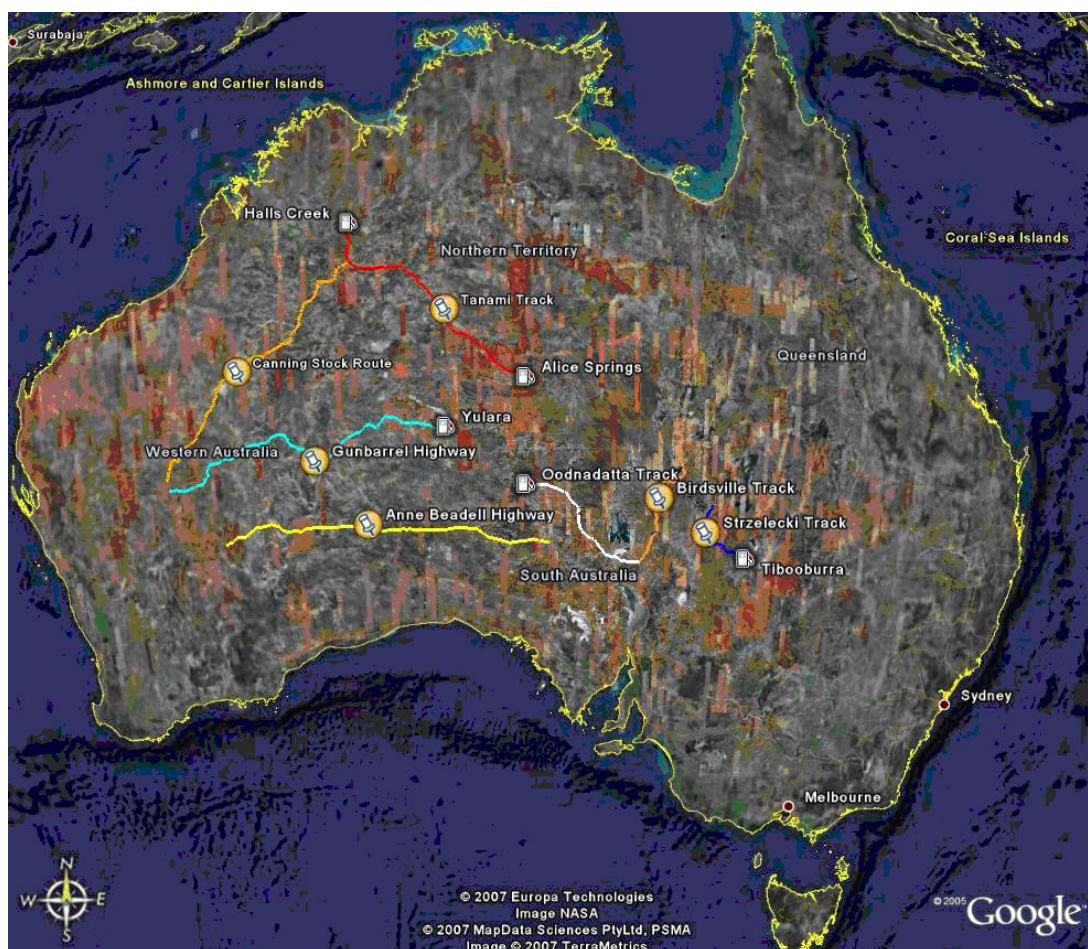 Surabaja
Ashmore and Cartier Islands
Halls Creek
Northern Territory
Coral Sea Islands
Tanami Track
Queensland
Canning Stock Route
Alice Springs
Yulara
Western Australia
Gunbarrel Highway
Oodnadatta Track
Birdsville Track
Anne Beadell Highway
Strzelecki Track
South Australia
Tibooburra
Sydney
Melbourne
N
W E
S
© 2007 Europa Technologies
Image NASA
© 2007 MapData Sciences PtyLtd, PSMA
Image © 2007 TerraMetrics
© 2005 Google